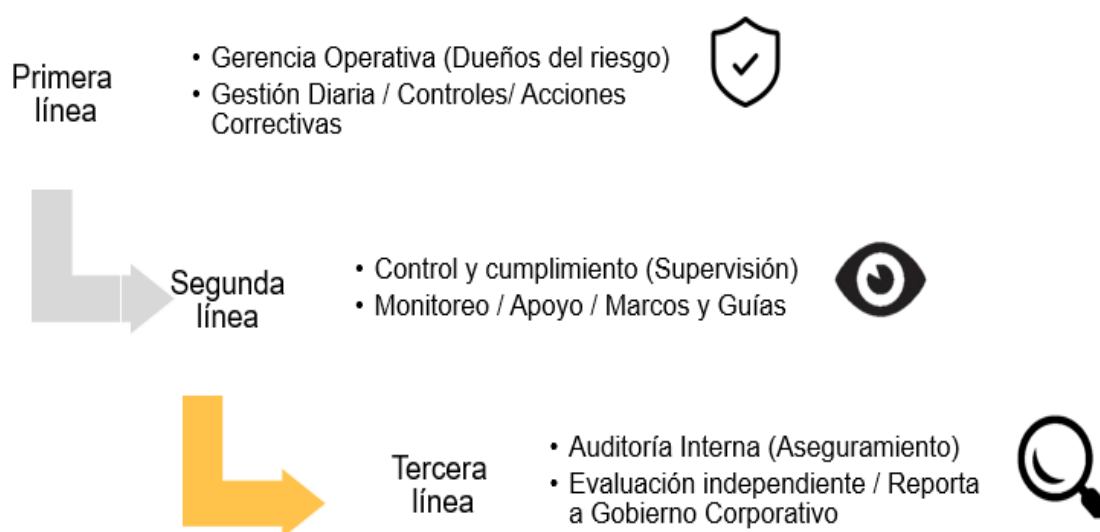 Primera
línea
• Gerencia Operativa (Dueños del riesgo)
• Gestión Diaria / Controles/ Acciones
Correctivas
Segunda
línea
• Control y cumplimiento (Supervisión)
• Monitoreo / Apoyo / Marcos y Guías
Tercera
línea
• Auditoría Interna (Aseguramiento)
• Evaluación independiente / Reporta
a Gobierno Corporativo